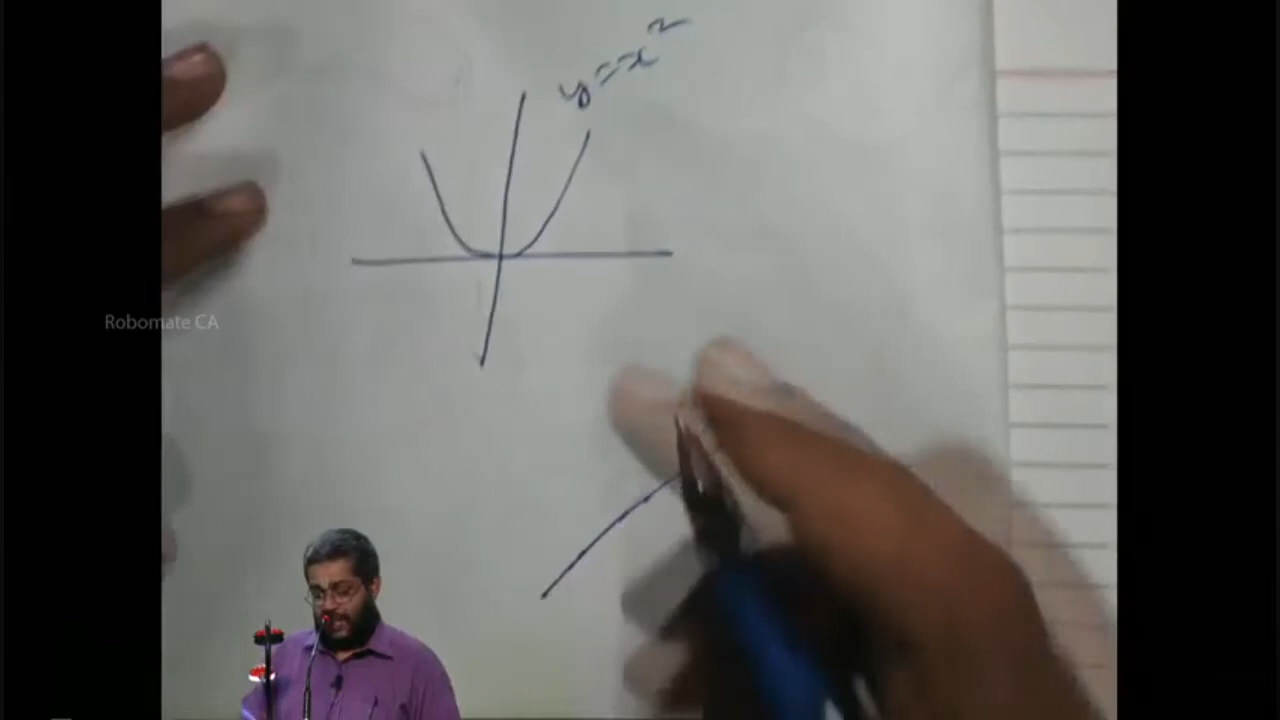 y = x²
Robomate CA